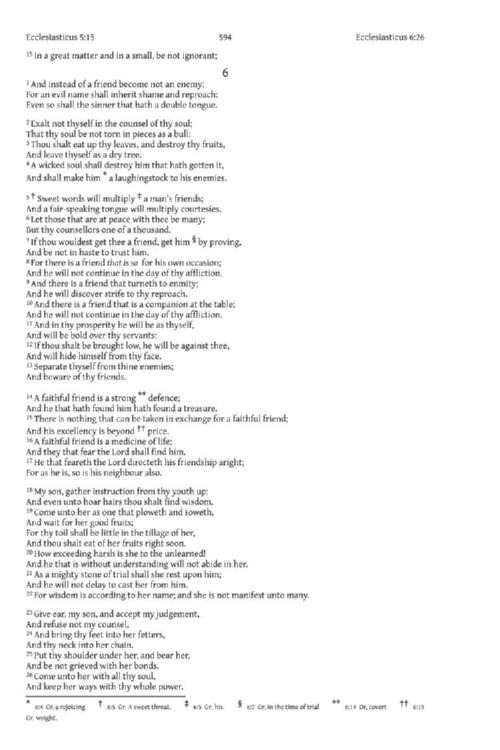 Ecclesiasticus 5:15 594 Ecclesiasticus 6:26
15 In a great matter and in a small, be not ignorant;
6
1 And instead of a friend become not an enemy;
For an evil name shall inherit shame and reproach:
Even so shall the sinner that hath a double tongue.
2 Exalt not thyself in the counsel of thy soul;
That thy soul be not torn in pieces as a bull:
3 Thou shalt eat up thy leaves, and destroy thy fruits,
And leave thyself as a dry tree.
4 A wicked soul shall destroy him that hath gotten it,
And shall make him * a laughingstock to his enemies.
5 † Sweet words will multiply ‡ a man's friends;
And a fair-speaking tongue will multiply courtesies.
6 Let those that are at peace with thee be many;
But thy counsellors one of a thousand.
7 If thou wouldest get thee a friend, get him § by proving,
And be not in haste to trust him.
8 For there is a friend that is so for his own occasion;
And he will not continue in the day of thy affliction.
9 And there is a friend that turneth to enmity;
And he will discover strife to thy reproach.
10 And there is a friend that is a companion at the table;
And he will not continue in the day of thy affliction.
11 And in thy prosperity he will be as thyself,
And will be bold over thy servants:
12 If thou shalt be brought low, he will be against thee,
And will hide himself from thy face.
13 Separate thyself from thine enemies;
And beware of thy friends.
14 A faithful friend is a strong ** defence;
And he that hath found him hath found a treasure.
15 There is nothing that can be taken in exchange for a faithful friend;
And his excellency is beyond †† price.
16 A faithful friend is a medicine of life;
And they that fear the Lord shall find him.
17 He that feareth the Lord directeth his friendship aright;
For as he is, so is his neighbour also.
18 My son, gather instruction from thy youth up:
And even unto hoar hairs thou shalt find wisdom.
19 Come unto her as one that ploweth and soweth,
And wait for her good fruits;
For thy toil shall be little in the tillage of her,
And thou shalt eat of her fruits right soon.
20 How exceeding harsh is she to the unlearned!
And he that is without understanding will not abide in her.
21 As a mighty stone of trial shall she rest upon him;
And he will not delay to cast her from him.
22 For wisdom is according to her name; and she is not manifest unto many.
23 Give ear, my son, and accept my judgement,
And refuse not my counsel,
24 And bring thy feet into her fetters,
And thy neck into her chain.
25 Put thy shoulder under her, and bear her,
And be not grieved with her bonds.
26 Come unto her with all thy soul,
And keep her ways with thy whole power.
* 6:4 Or, a rejoicing † 6:5 Gr. A sweet throat. ‡ 6:5 Gr. his. § 6:7 Or, in the time of trial ** 6:14 Or, covert †† 6:15
Gr. weight.